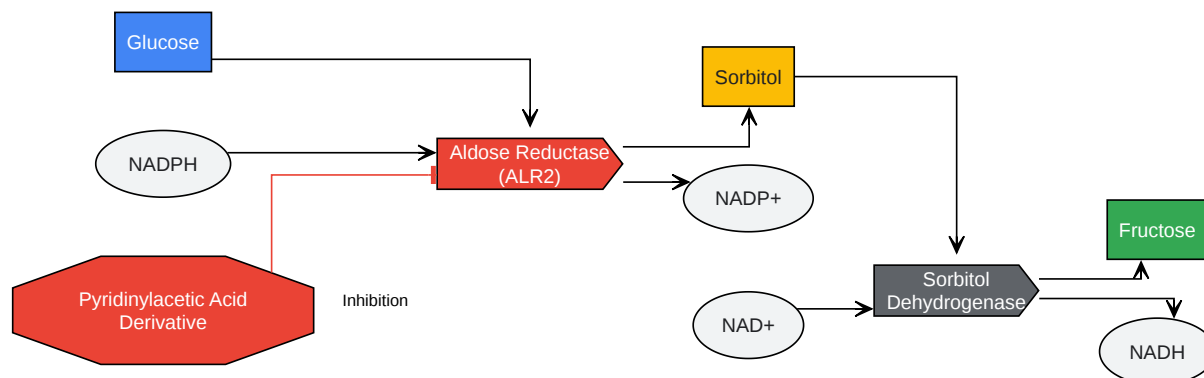 Glucose
Sorbitol
NADPH
Aldose Reductase
(ALR2)
NADP+
Fructose
Pyridinylacetic Acid
Derivative
Inhibition
Sorbitol
Dehydrogenase
NAD+
NADH